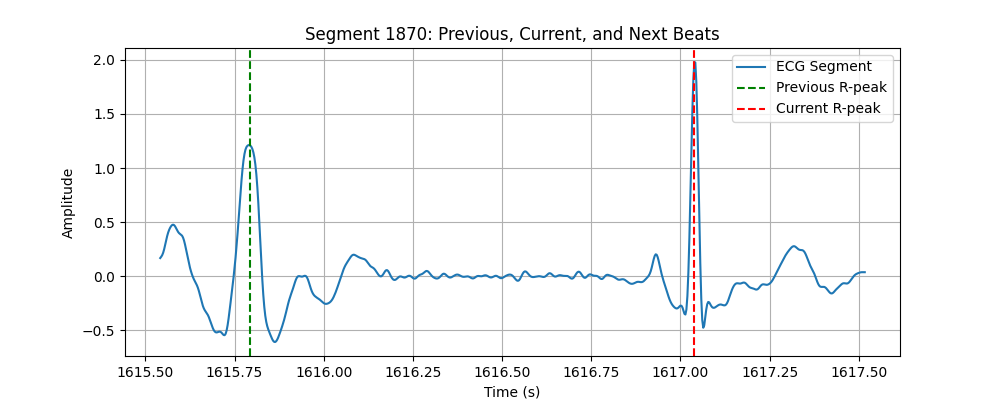 Segment 1870: Previous, Current, and Next Beats
ECG Segment
Previous R-peak
Current R-peak
Amplitude
2.0
1.5
1.0
0.5
0.0
−0.5
1615.50 1615.75 1616.00 1616.25 1616.50 1616.75 1617.00 1617.25 1617.50
Time (s)